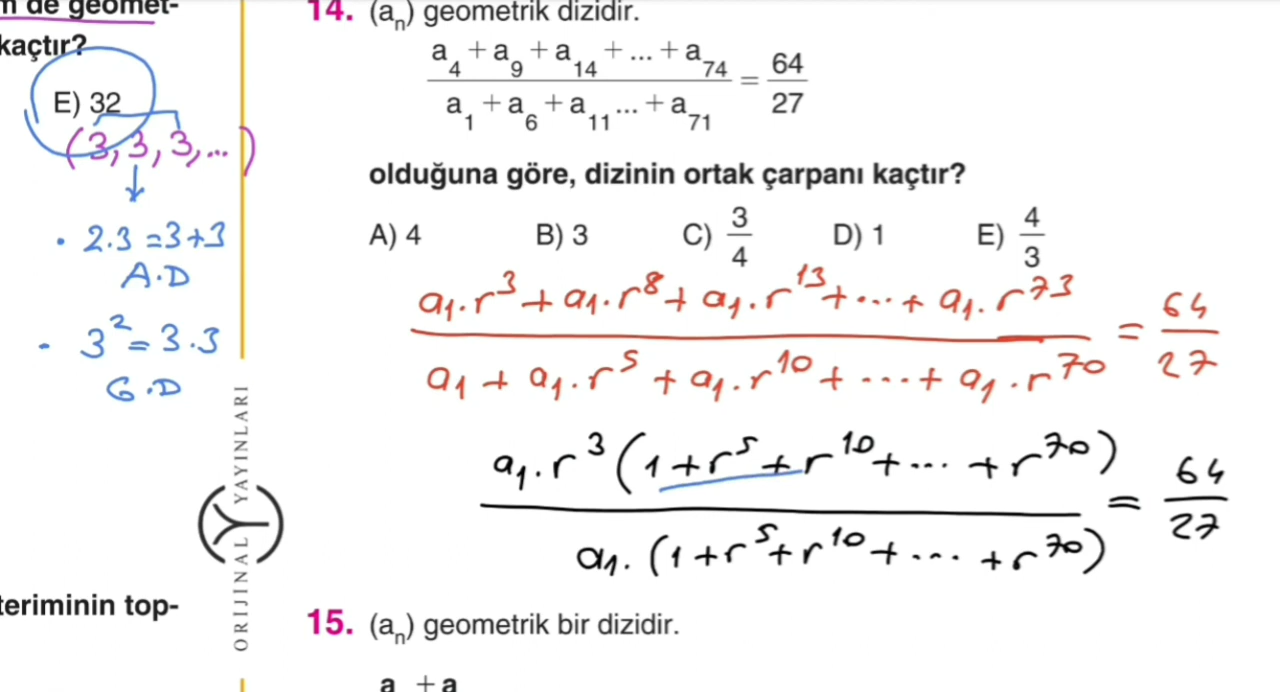 m de geomet-
kaçtır?
E) 32
(3, 3, 3, ...)
• 2.3 = 3+3
A.D
- 3² = 3.3
G.D
ORİJİNAL YAYINLARI
teriminin top-
14. (aₙ) geometrik dizidir.
a₄ + a₉ + a₁₄ + ... + a₇₄
= 64/27
a₁ + a₆ + a₁₁ ... + a₇₁
olduğuna göre, dizinin ortak çarpanı kaçtır?
A) 4 B) 3 C) 3/4 D) 1 E) 4/3
a₁.r³ + a₁.r⁸ + a₁.r¹³ + ... + a₁.r⁷³
= 64/27
a₁ + a₁.r⁵ + a₁.r¹⁰ + ... + a₁.r⁷⁰
a₁.r³ (1 + r⁵ + r¹⁰ + ... + r⁷⁰)
= 64/27
a₁. (1 + r⁵ + r¹⁰ + ... + r⁷⁰)
15. (aₙ) geometrik bir dizidir.
a + a